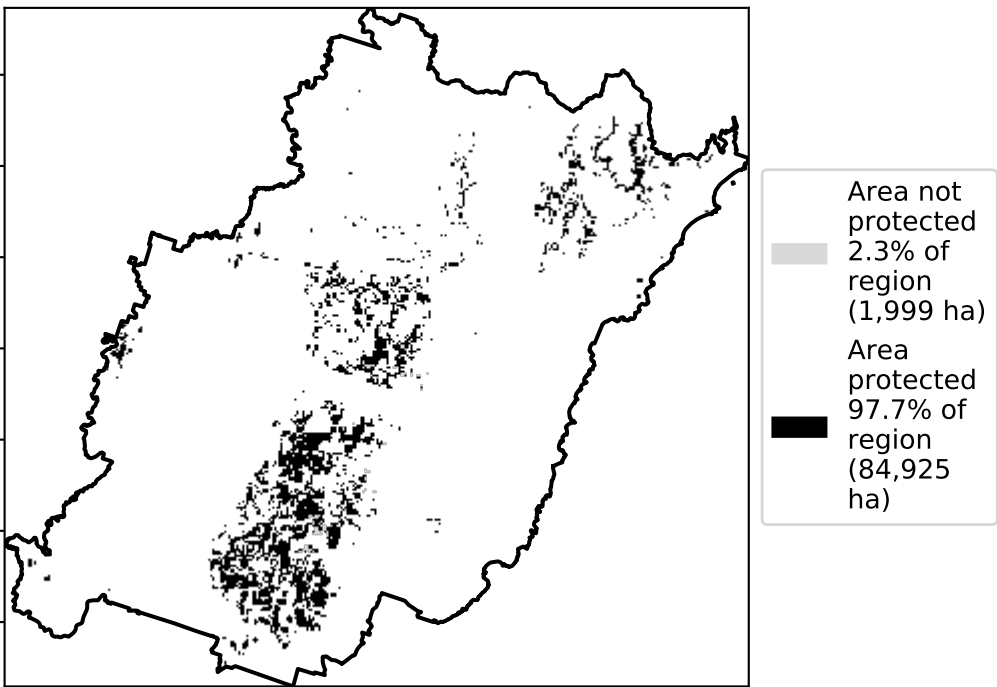 Area not
protected
2.3% of
region
(1,999 ha)
Area
protected
97.7% of
region
(84,925
ha)